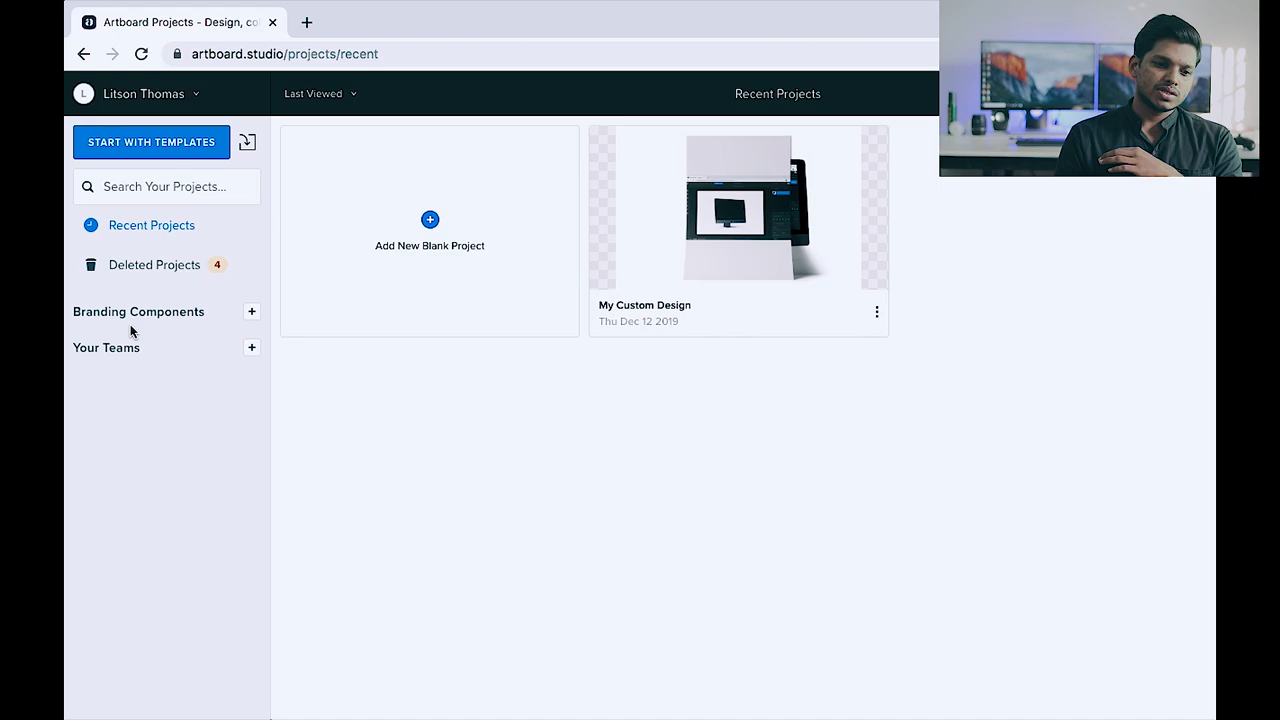 Artboard Projects - Design, co
artboard.studio/projects/recent
L
Litson Thomas
Last Viewed
Recent Projects
START WITH TEMPLATES
Search Your Projects...
Recent Projects
Deleted Projects 4
Branding Components
Your Teams
Add New Blank Project
My Custom Design
Thu Dec 12 2019